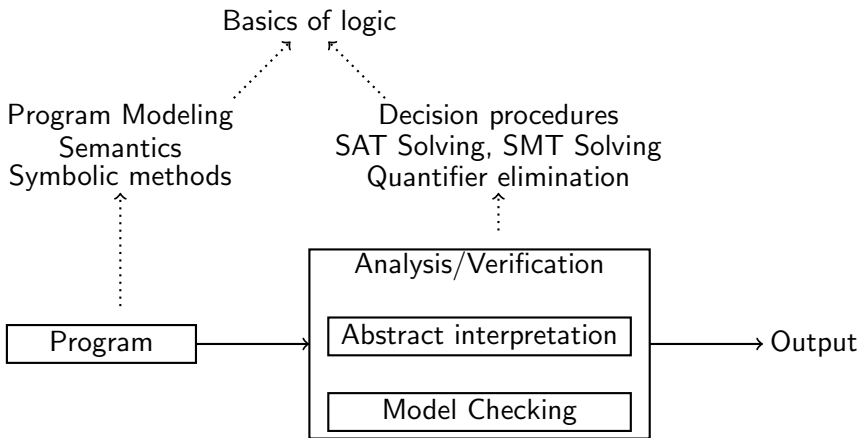 Basics of logic
Program Modeling
Semantics
Symbolic methods
Decision procedures
SAT Solving, SMT Solving
Quantifier elimination
Analysis/Verification
Program
Abstract interpretation
Output
Model Checking